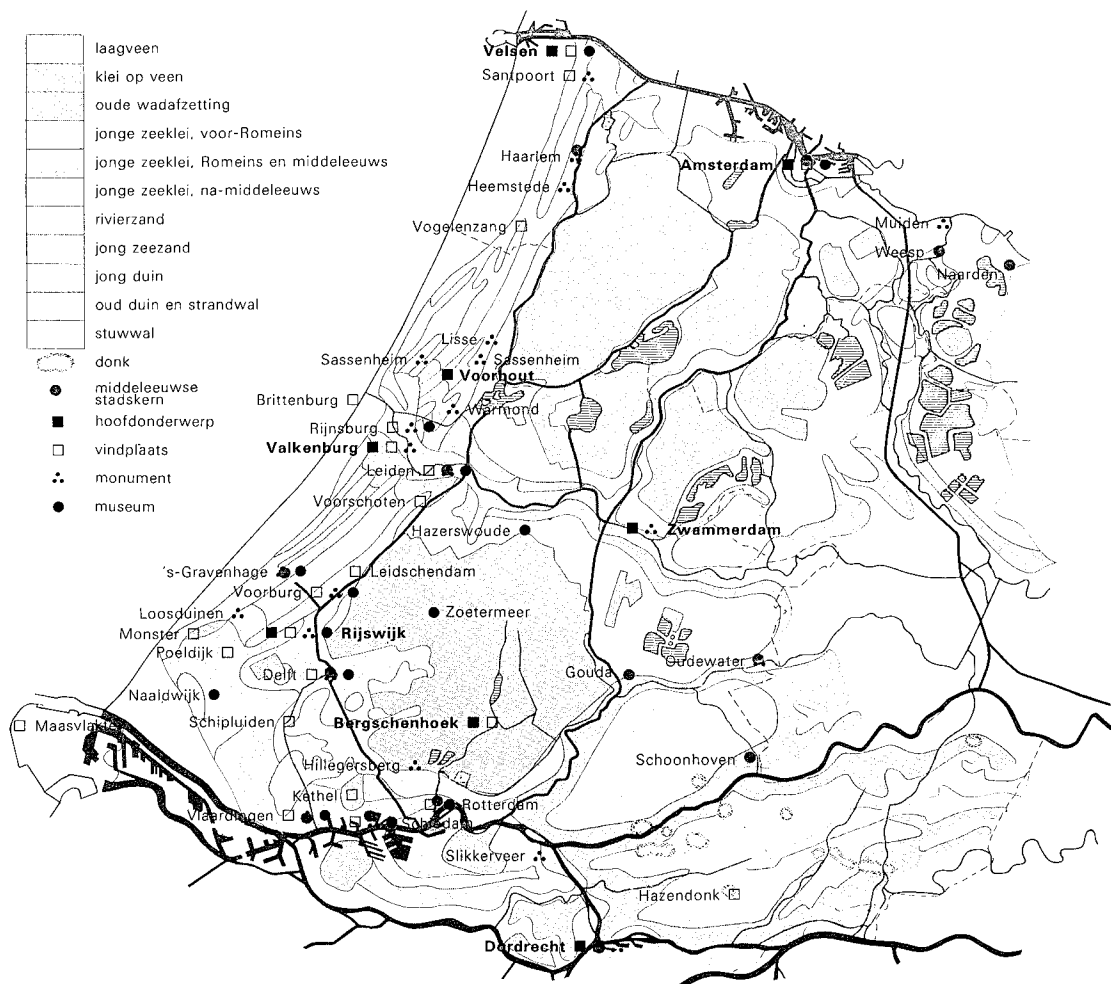 laagveen
klei op veen
oude wadafzetting
jonge zeeklei, voor-Romeins
jonge zeeklei, Romeins en middeleeuws
jonge zeeklei, na-middeleeuws
rivierzand
jong zeezand
jong duin
oud duin en strandwal
stuwwal
donk
middeleeuwse
stadskern
hoofdonderwerp
vindplaats
monument
museum
Velsen
Santpoort
Haarlem
Amsterdam
Heemstede
Vogelenzang
Muiden
Weesp
Naarden
Lisse
Sassenheim
Sassenheim
Voorhout
Brittenburg
Warmond
Rijnsburg
Valkenburg
Leiden
Voorschoten
Hazerswoude
Zwammerdam
's-Gravenhage
Leidschendam
Voorburg
Loosduinen
Zoetermeer
Monster
Rijswijk
Poeldijk
Delft
Gouda
Oudewater
Naaldwijk
Maasvlakte
Schipluiden
Bergschenhoek
Hillegersberg
Schoonhoven
Kethel
Rotterdam
Vlaardingen
Schiedam
Slikkerveer
Hazendonk
Dordrecht